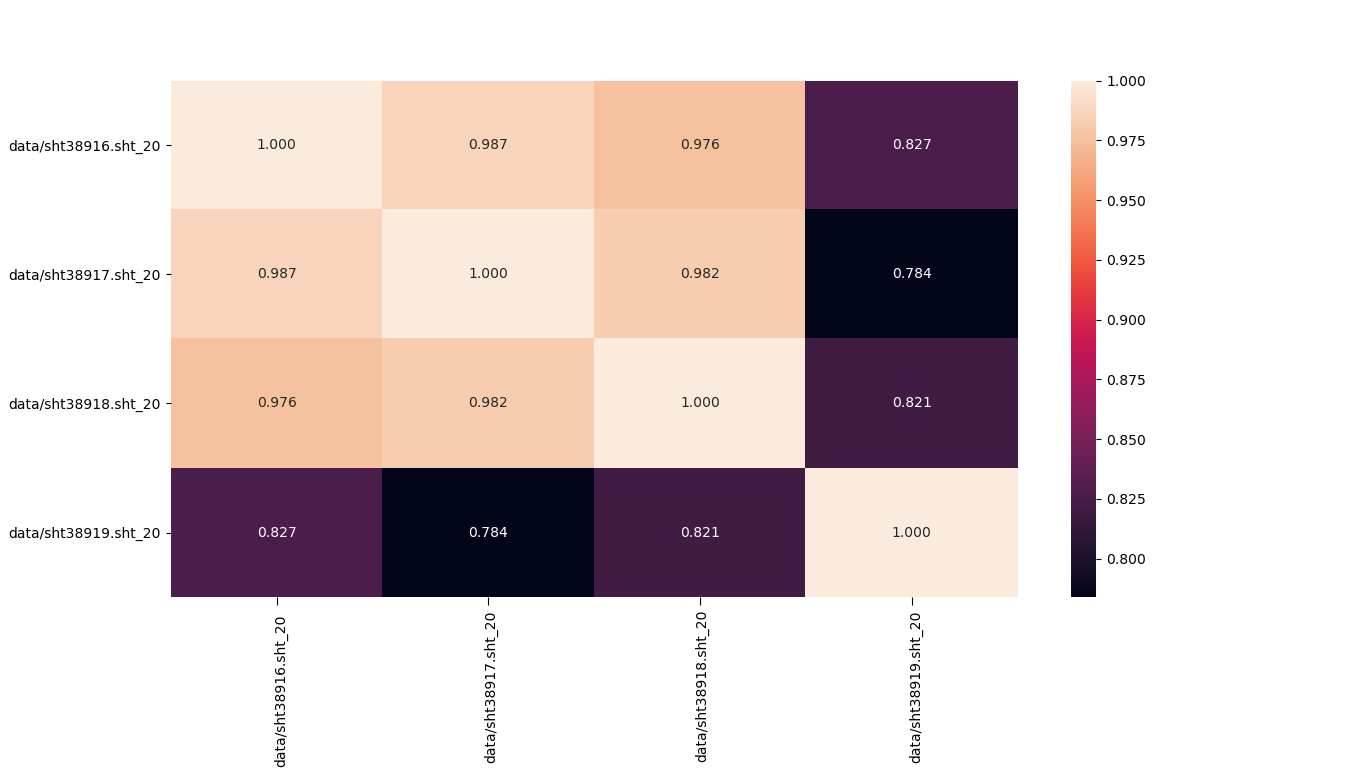 data/sht38916.sht_20 1.000 0.987 0.976 0.827
data/sht38917.sht_20 0.987 1.000 0.982 0.784
data/sht38918.sht_20 0.976 0.982 1.000 0.821
data/sht38919.sht_20 0.827 0.784 0.821 1.000
data/sht38916.sht_20
data/sht38917.sht_20
data/sht38918.sht_20
data/sht38919.sht_20
1.000
0.975
0.950
0.925
0.900
0.875
0.850
0.825
0.800